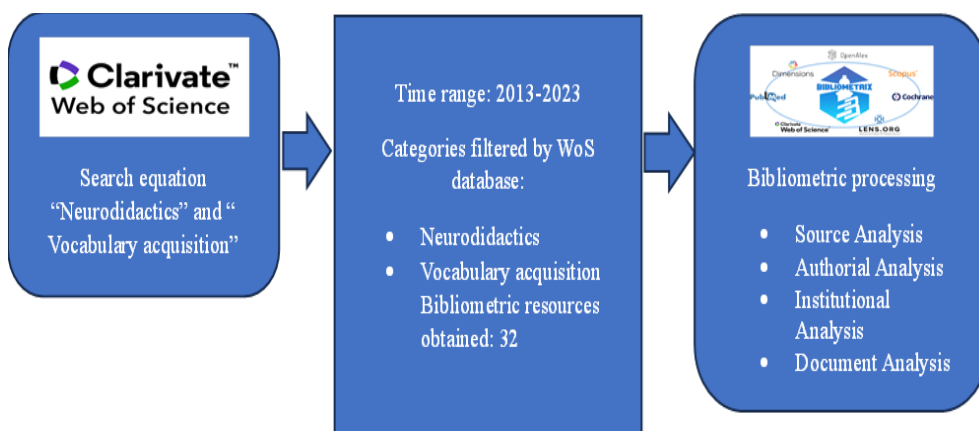 Clarivate™
Web of Science
Search equation
“Neurodidactics” and “
Vocabulary acquisition”
Time range: 2013-2023
Categories filtered by WoS
database:
• Neurodidactics
• Vocabulary acquisition
Bibliometric resources
obtained: 32
OpenAlex
Dimensions
Scopus
BIBLIOMETRIX
PubMed
Cochrane
Clarivate
Web of Science
LENS.ORG
Bibliometric processing
• Source Analysis
• Authorial Analysis
• Institutional
Analysis
• Document Analysis